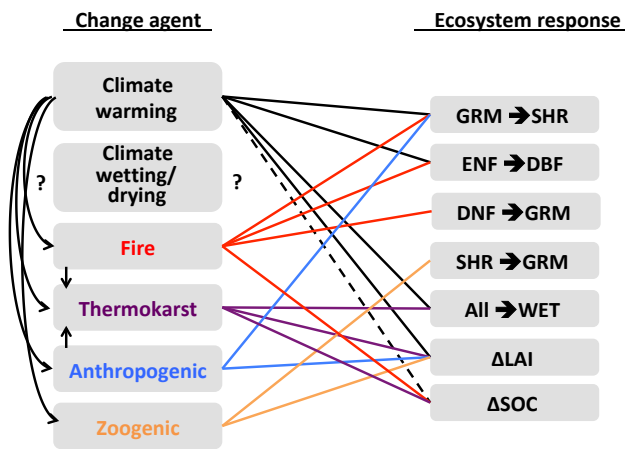 Change agent
Ecosystem response
Climate
warming
Climate
wetting/
drying
?
?
Fire
Thermokarst
Anthropogenic
Zoogenic
GRM ➔SHR
ENF ➔DBF
DNF ➔GRM
SHR ➔GRM
All ➔WET
ΔLAI
ΔSOC